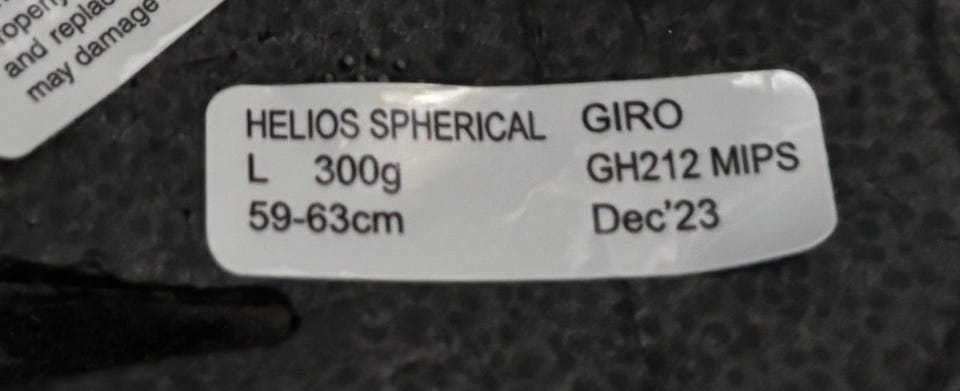 and replac
may damage
HELIOS SPHERICAL GIRO
L 300g GH212 MIPS
59-63cm Dec'23